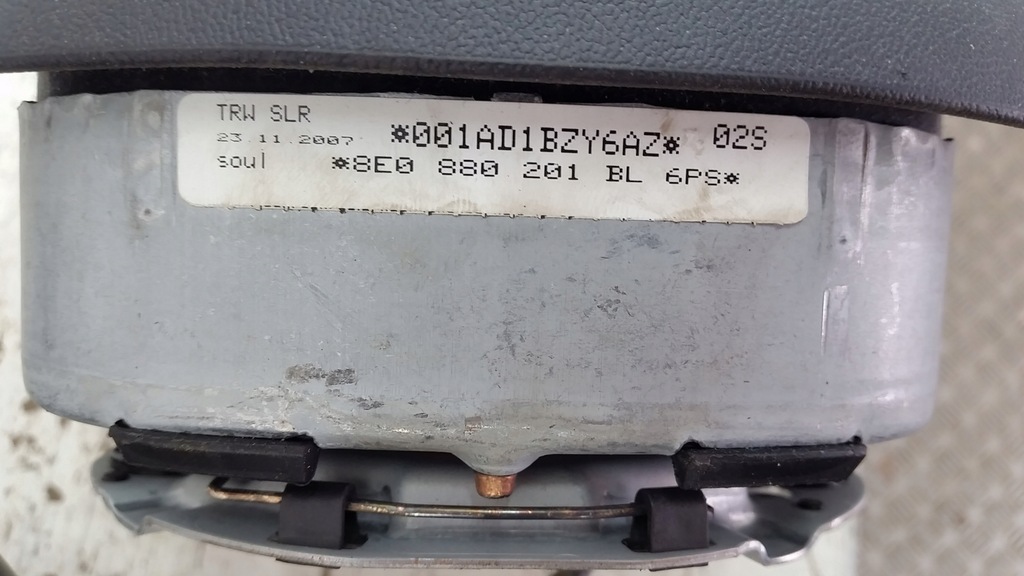 TRW SLR
23.11.2007 *001AD1BZY6AZ* 02S
soul *8E0 880 201 BL 6PS*